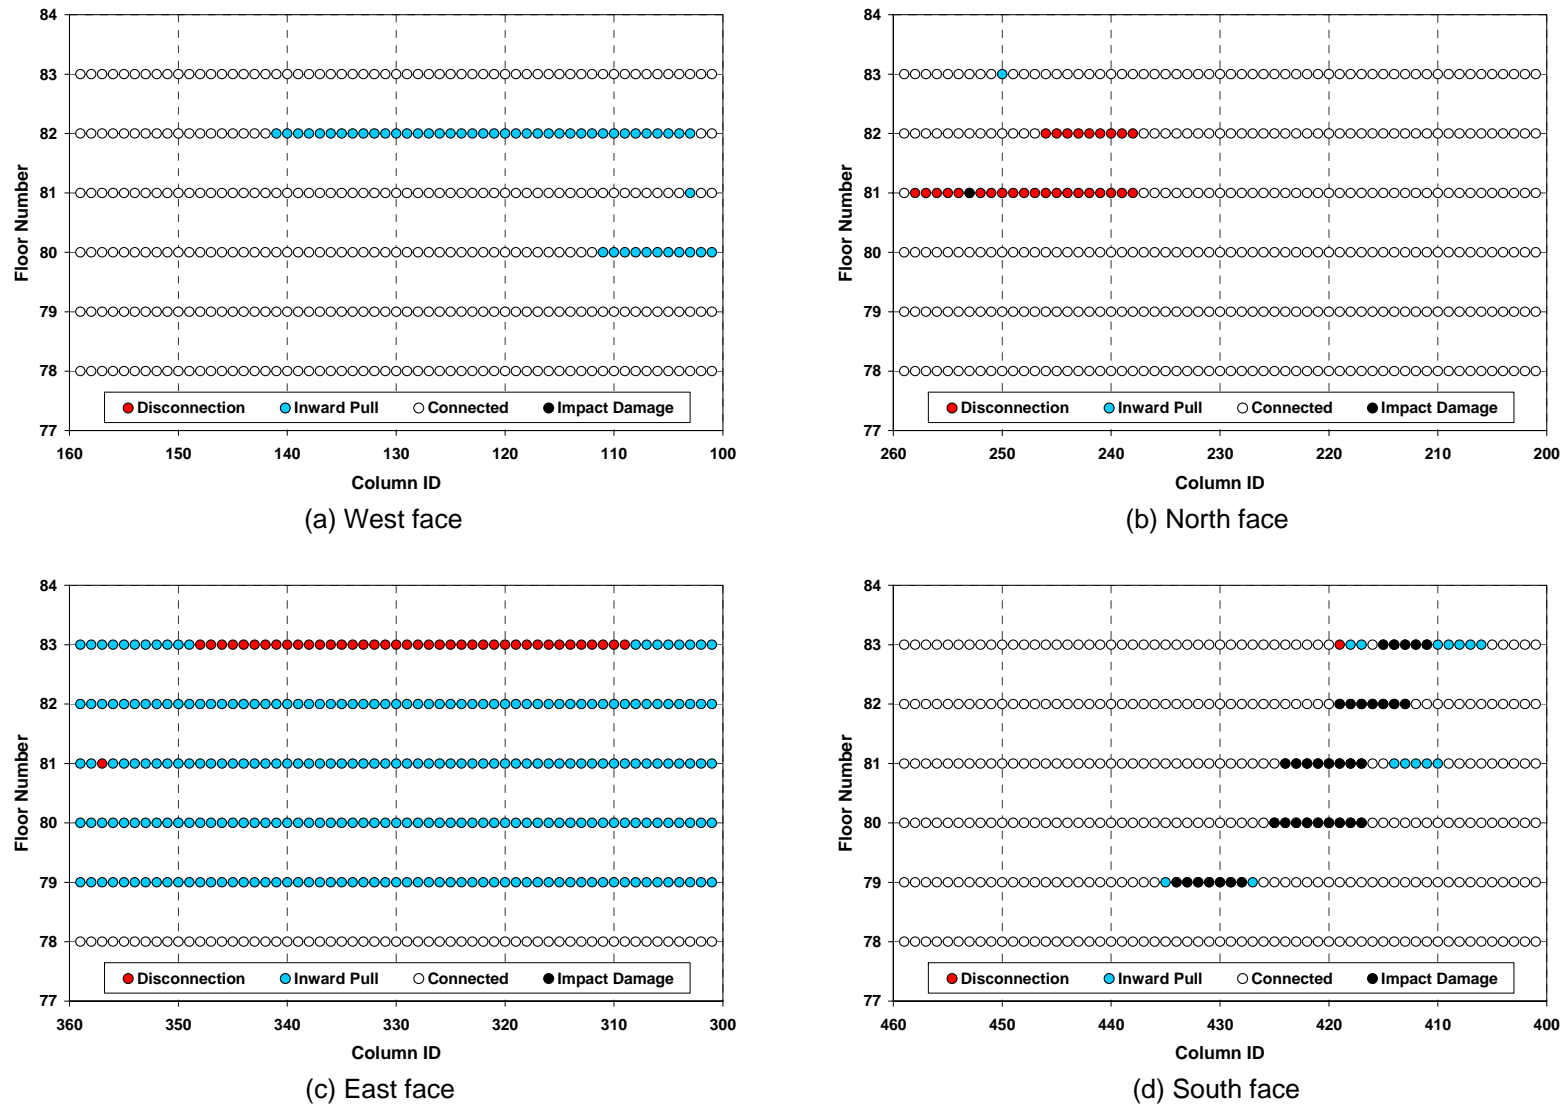 84
83
82
81
80
79
78
77
Floor Number
Disconnection Inward Pull Connected Impact Damage
160 150 140 130 120 110 100
Column ID
(a) West face
84
83
82
81
80
79
78
77
Floor Number
Disconnection Inward Pull Connected Impact Damage
260 250 240 230 220 210 200
Column ID
(b) North face
84
83
82
81
80
79
78
77
Floor Number
Disconnection Inward Pull Connected Impact Damage
360 350 340 330 320 310 300
Column ID
(c) East face
84
83
82
81
80
79
78
77
Floor Number
Disconnection Inward Pull Connected Impact Damage
460 450 440 430 420 410 400
Column ID
(d) South face